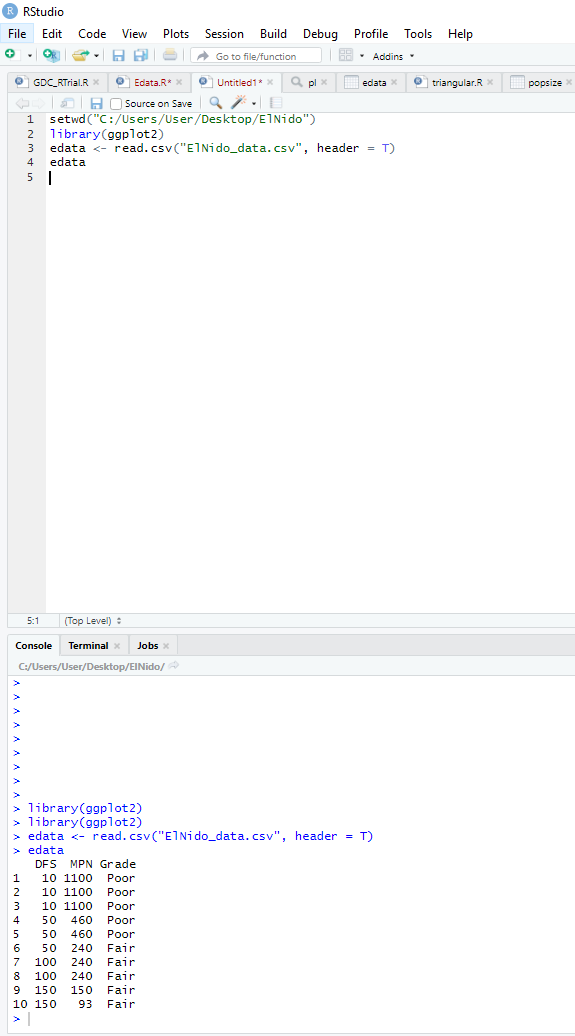 RStudio
File Edit Code View Plots Session Build Debug Profile Tools Help
Go to file/function Addins
GDC_RTrial.R Edata.R* Untitled1* pl edata triangular.R popsize
Source on Save
1 setwd("C:/Users/User/Desktop/ElNido")
2 library(ggplot2)
3 edata <- read.csv("ElNido_data.csv", header = T)
4 edata
5
5:1 (Top Level)
Console Terminal Jobs
C:/Users/User/Desktop/ElNido/
>
>
>
>
>
>
>
>
>
> library(ggplot2)
> library(ggplot2)
> edata <- read.csv("ElNido_data.csv", header = T)
> edata
DFS MPN Grade
1 10 1100 Poor
2 10 1100 Poor
3 10 1100 Poor
4 50 460 Poor
5 50 460 Poor
6 50 240 Fair
7 100 240 Fair
8 100 240 Fair
9 150 150 Fair
10 150 93 Fair
>